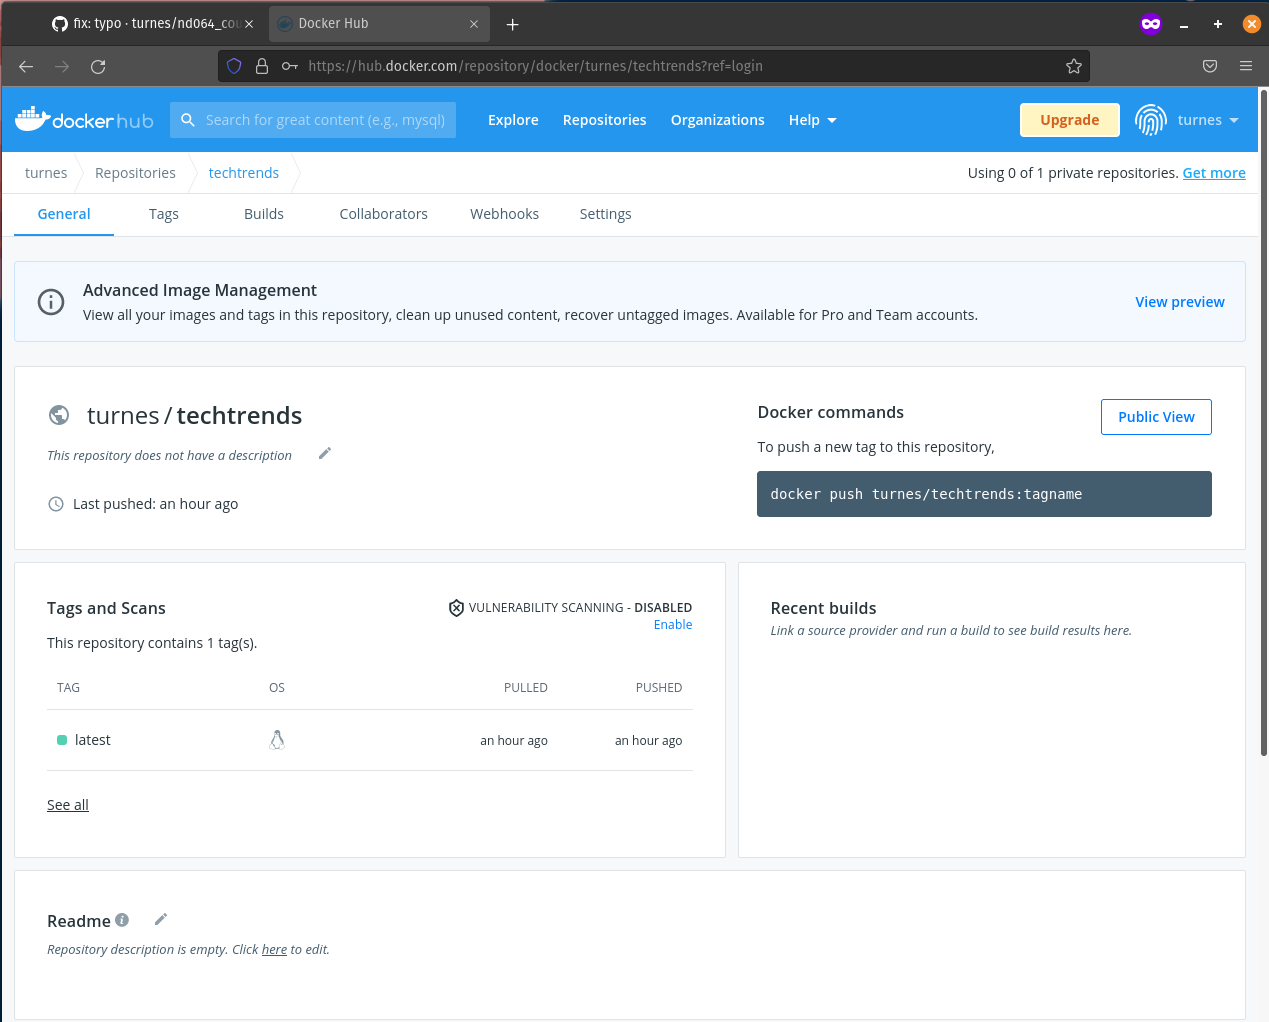 fix: typo · turnes/nd064_cou
Docker Hub
https://hub.docker.com/repository/docker/turnes/techtrends?ref=login
docker hub
Search for great content (e.g., mysql)
Explore
Repositories
Organizations
Help
Upgrade
turnes
turnes
Repositories
techtrends
Using 0 of 1 private repositories. Get more
General
Tags
Builds
Collaborators
Webhooks
Settings
Advanced Image Management
View all your images and tags in this repository, clean up unused content, recover untagged images. Available for Pro and Team accounts.
View preview
turnes / techtrends
This repository does not have a description
Last pushed: an hour ago
Docker commands
Public View
To push a new tag to this repository,
docker push turnes/techtrends:tagname
Tags and Scans
VULNERABILITY SCANNING - DISABLED
Enable
This repository contains 1 tag(s).
TAG
OS
PULLED
PUSHED
latest
an hour ago
an hour ago
See all
Recent builds
Link a source provider and run a build to see build results here.
Readme
Repository description is empty. Click here to edit.